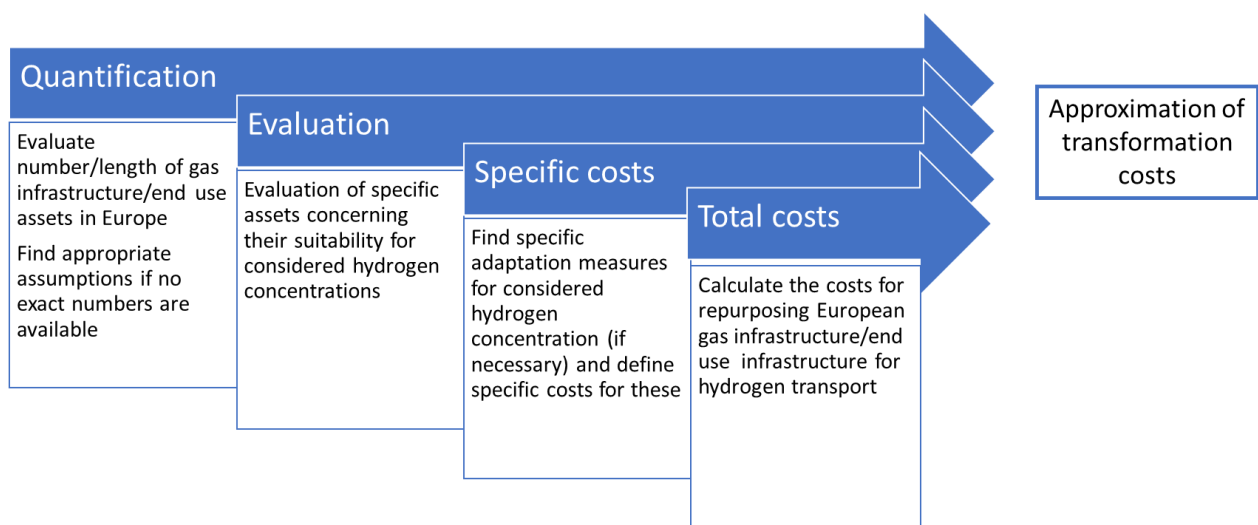 Quantification
Evaluate
number/length of gas
infrastructure/end use
assets in Europe
Find appropriate
assumptions if no
exact numbers are
available
Evaluation
Evaluation of specific
assets concerning
their suitability for
considered hydrogen
concentrations
Specific costs
Find specific
adaptation measures
for considered
hydrogen
concentration (if
necessary) and define
specific costs for these
Total costs
Calculate the costs for
repurposing European
gas infrastructure/end
use infrastructure for
hydrogen transport
Approximation of
transformation
costs